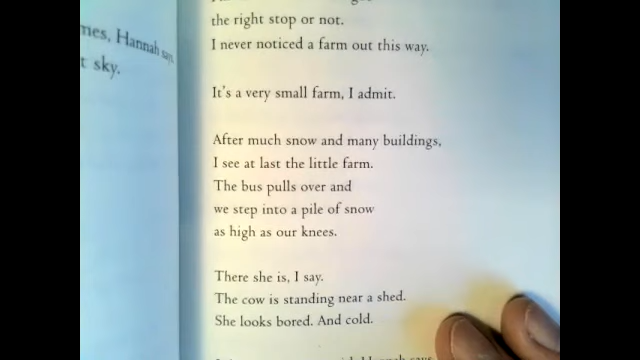 mes, Hannah say
t sky.
the right stop or not.
I never noticed a farm out this way.
It's a very small farm, I admit.
After much snow and many buildings,
I see at last the little farm.
The bus pulls over and
we step into a pile of snow
as high as our knees.
There she is, I say.
The cow is standing near a shed.
She looks bored. And cold.